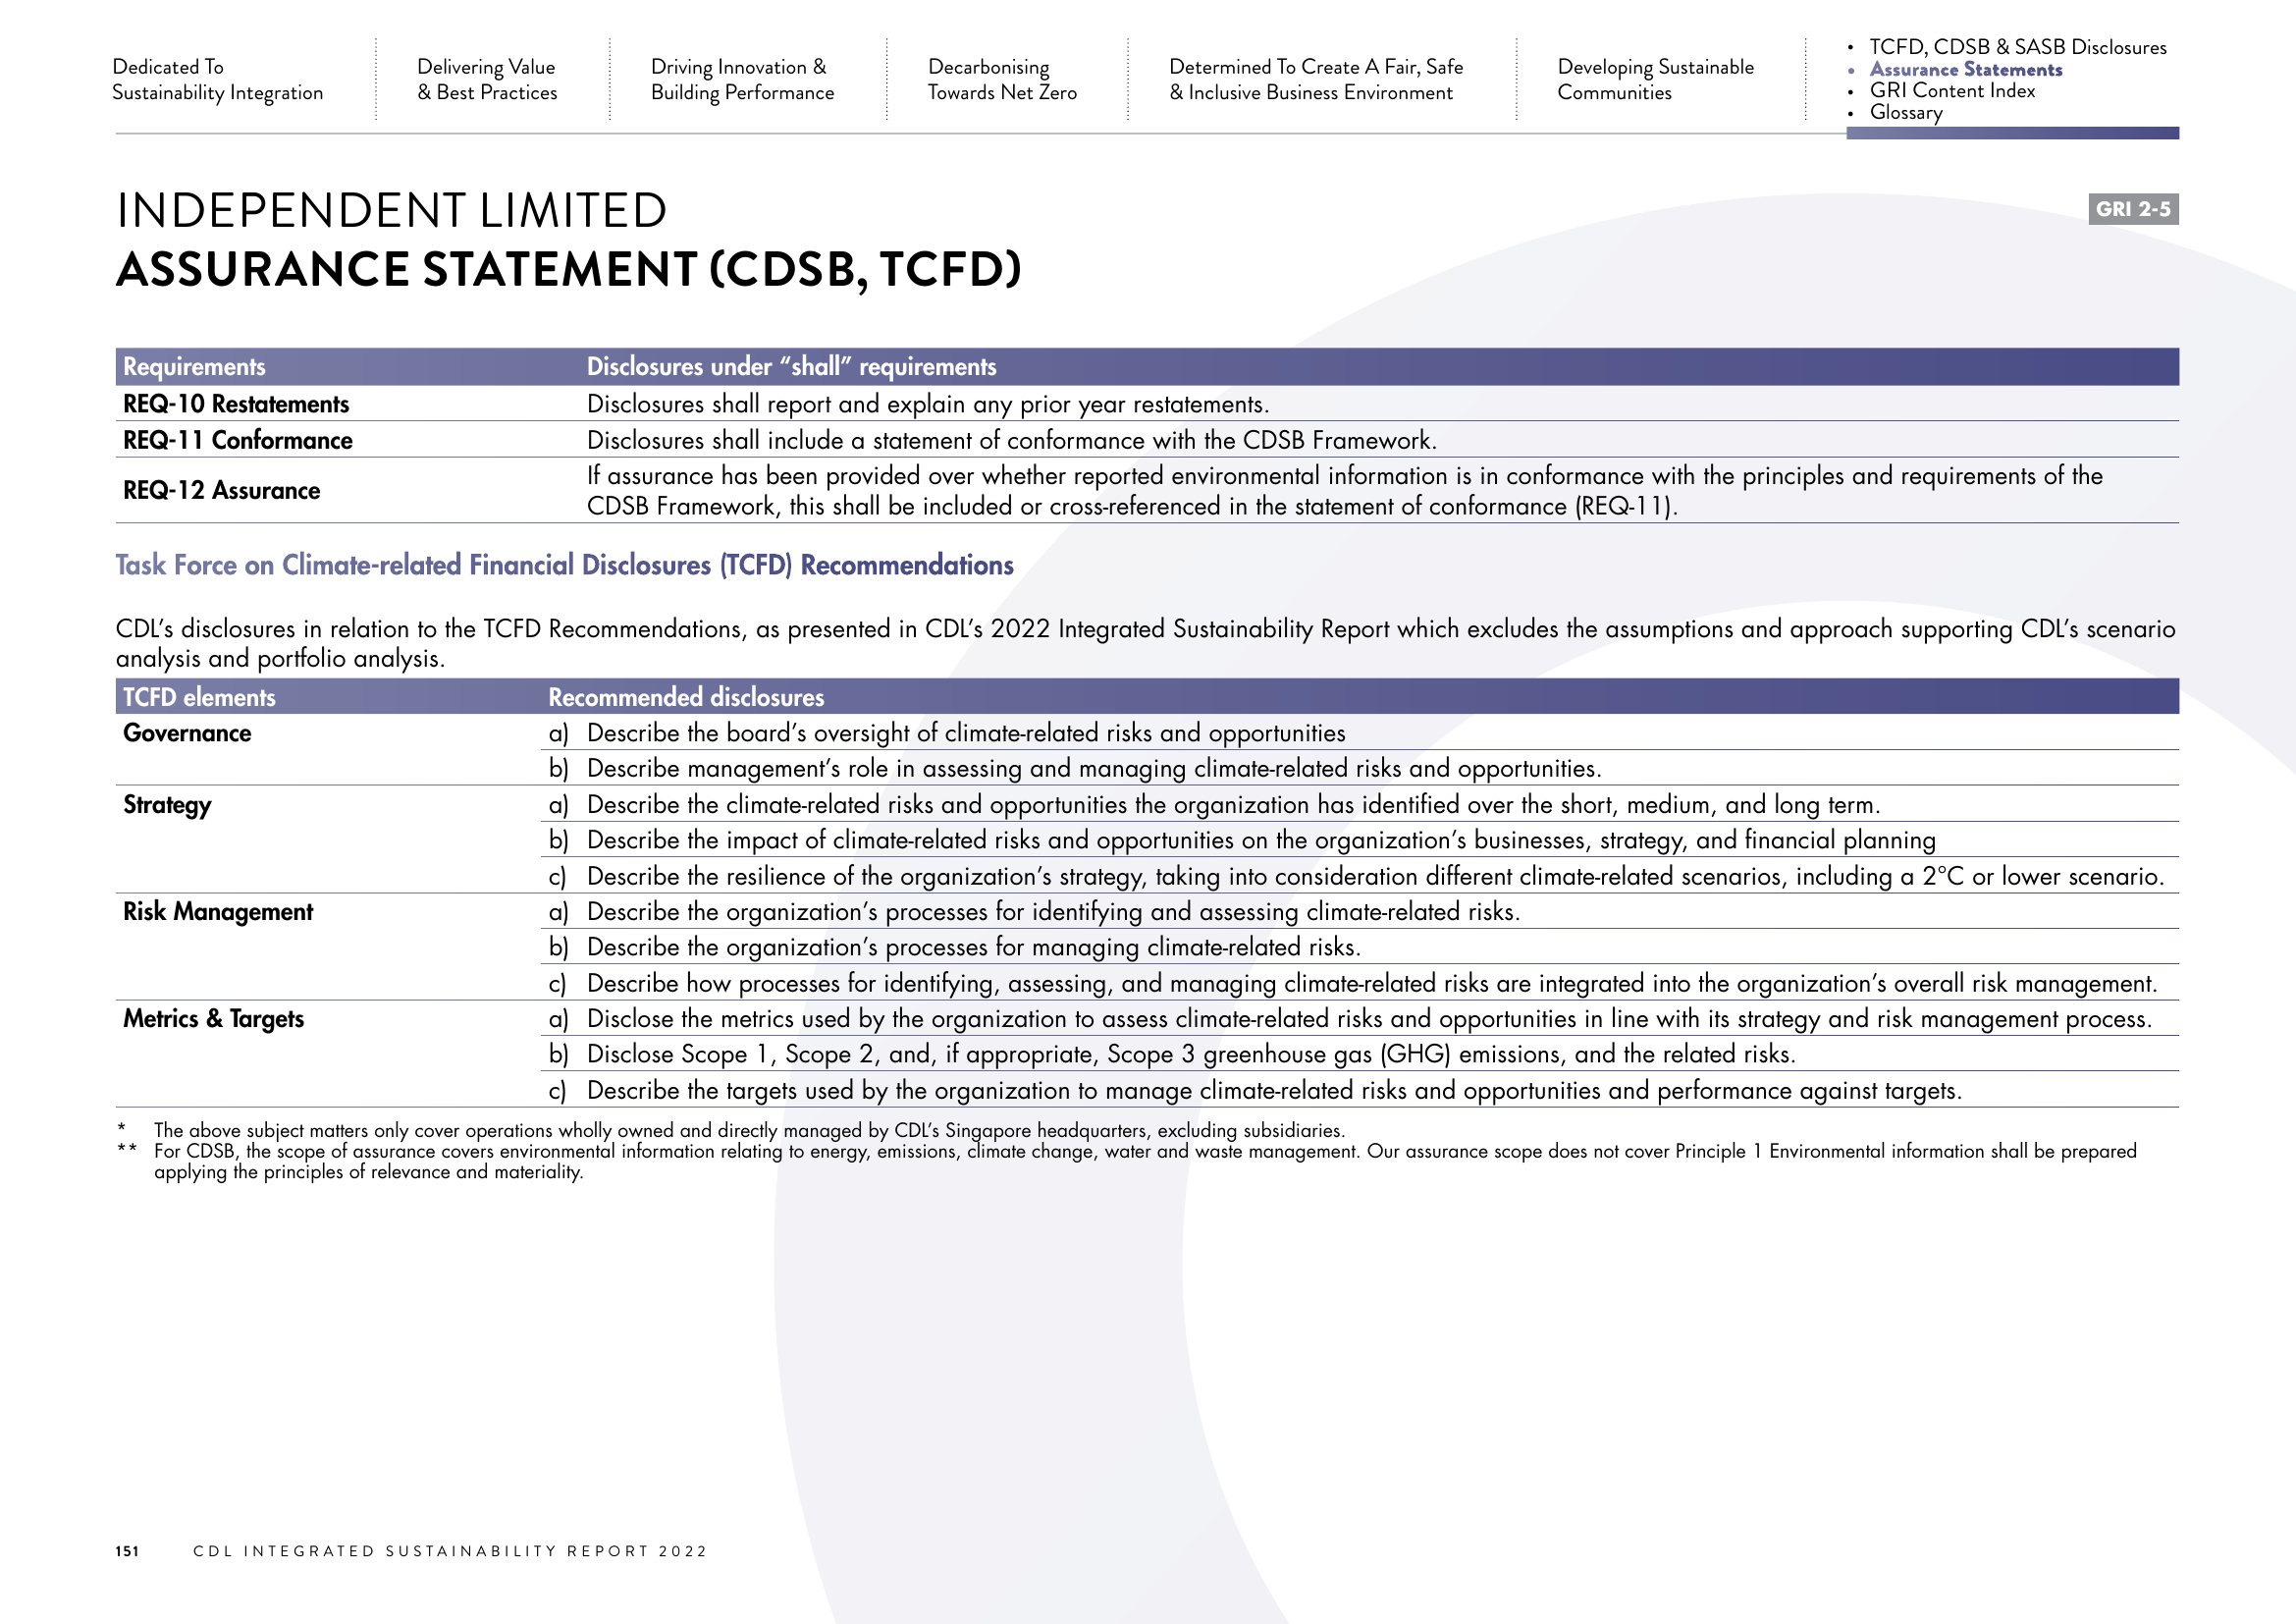 Dedicated To
Sustainability Integration
Delivering Value
& Best Practices
Driving Innovation &
Building Performance
Decarbonising
Towards Net Zero
Determined To Create A Fair, Safe
& Inclusive Business Environment
Developing Sustainable
Communities
• TCFD, CDSB & SASB Disclosures
• Assurance Statements
• GRI Content Index
• Glossary
INDEPENDENT LIMITED
ASSURANCE STATEMENT (CDSB, TCFD)
GRI 2-5
Requirements Disclosures under “shall” requirements
REQ-10 Restatements Disclosures shall report and explain any prior year restatements.
REQ-11 Conformance Disclosures shall include a statement of conformance with the CDSB Framework.
REQ-12 Assurance If assurance has been provided over whether reported environmental information is in conformance with the principles and requirements of the
CDSB Framework, this shall be included or cross-referenced in the statement of conformance (REQ-11).
Task Force on Climate-related Financial Disclosures (TCFD) Recommendations
CDL’s disclosures in relation to the TCFD Recommendations, as presented in CDL’s 2022 Integrated Sustainability Report which excludes the assumptions and approach supporting CDL’s scenario
analysis and portfolio analysis.
TCFD elements Recommended disclosures
Governance a) Describe the board’s oversight of climate-related risks and opportunities
b) Describe management’s role in assessing and managing climate-related risks and opportunities.
Strategy a) Describe the climate-related risks and opportunities the organization has identified over the short, medium, and long term.
b) Describe the impact of climate-related risks and opportunities on the organization’s businesses, strategy, and financial planning
c) Describe the resilience of the organization’s strategy, taking into consideration different climate-related scenarios, including a 2°C or lower scenario.
Risk Management a) Describe the organization’s processes for identifying and assessing climate-related risks.
b) Describe the organization’s processes for managing climate-related risks.
c) Describe how processes for identifying, assessing, and managing climate-related risks are integrated into the organization’s overall risk management.
Metrics & Targets a) Disclose the metrics used by the organization to assess climate-related risks and opportunities in line with its strategy and risk management process.
b) Disclose Scope 1, Scope 2, and, if appropriate, Scope 3 greenhouse gas (GHG) emissions, and the related risks.
c) Describe the targets used by the organization to manage climate-related risks and opportunities and performance against targets.
* The above subject matters only cover operations wholly owned and directly managed by CDL’s Singapore headquarters, excluding subsidiaries.
** For CDSB, the scope of assurance covers environmental information relating to energy, emissions, climate change, water and waste management. Our assurance scope does not cover Principle 1 Environmental information shall be prepared
applying the principles of relevance and materiality.
151 CDL INTEGRATED SUSTAINABILITY REPORT 2022